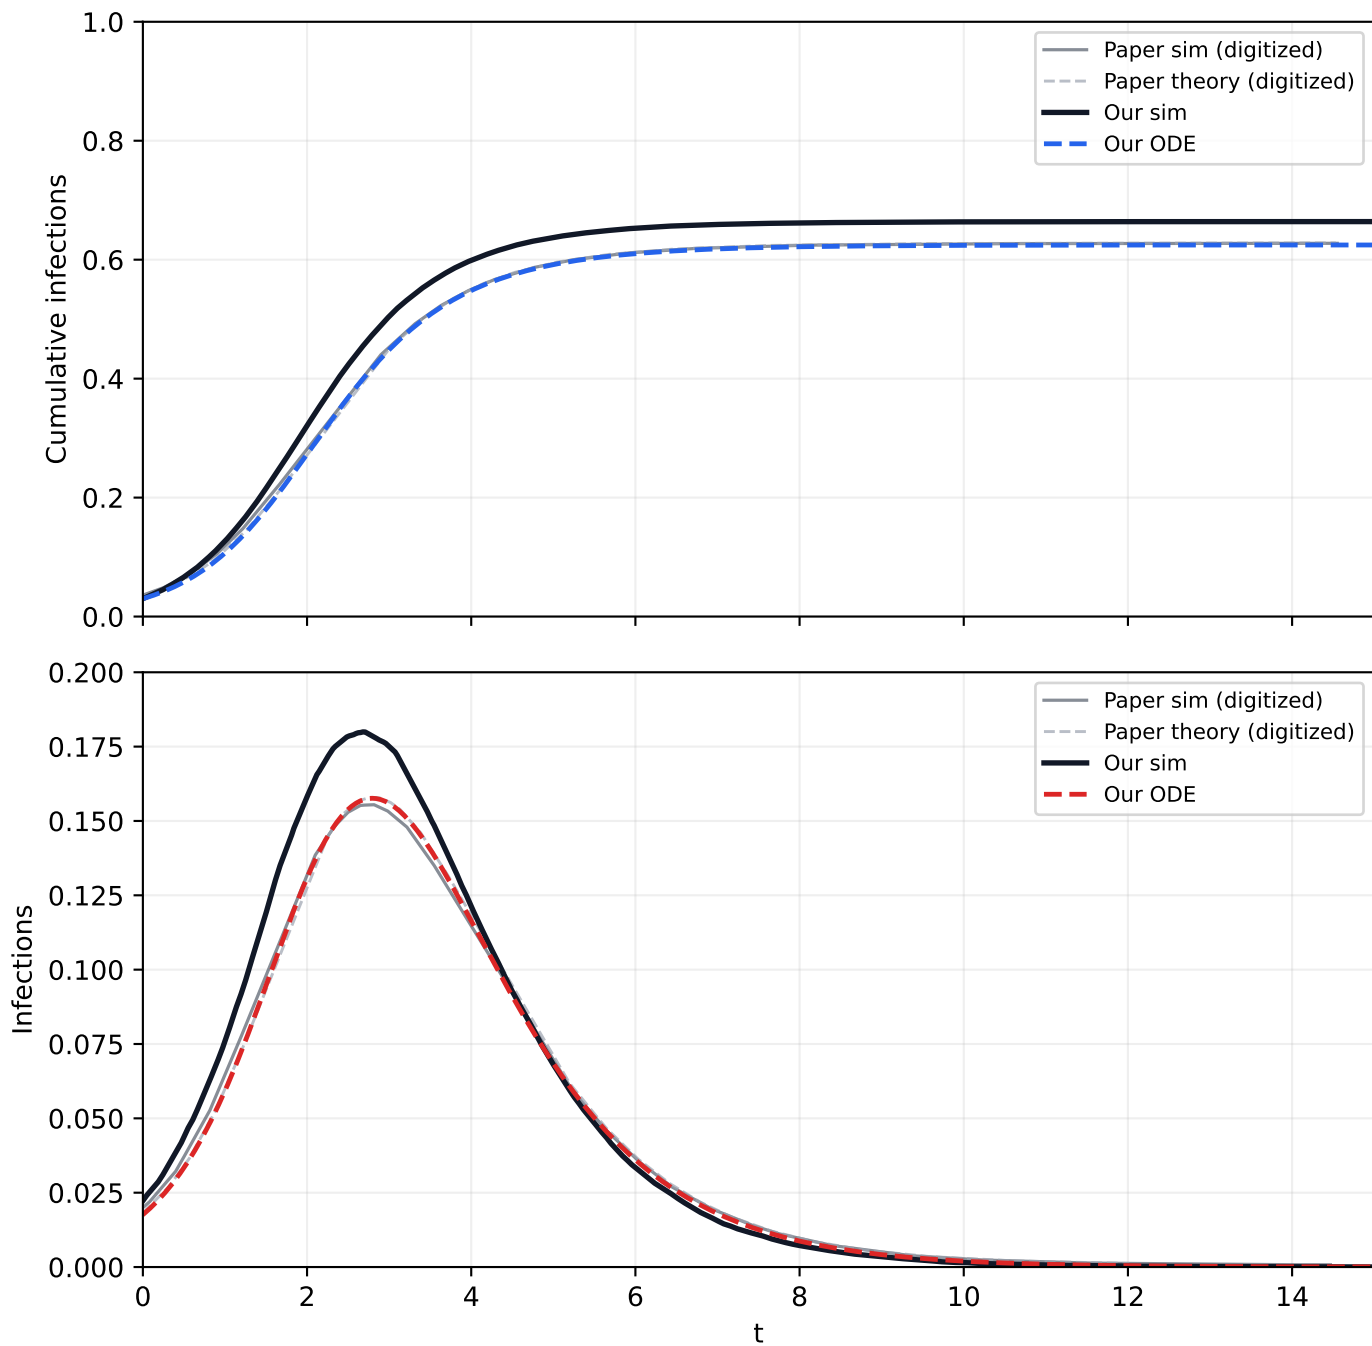 1.0
0.8
0.6
0.4
0.2
0.0
Cumulative infections
Paper sim (digitized)
Paper theory (digitized)
Our sim
Our ODE
0.200
0.175
0.150
0.125
0.100
0.075
0.050
0.025
0.000
Infections
Paper sim (digitized)
Paper theory (digitized)
Our sim
Our ODE
0 2 4 6 8 10 12 14
t